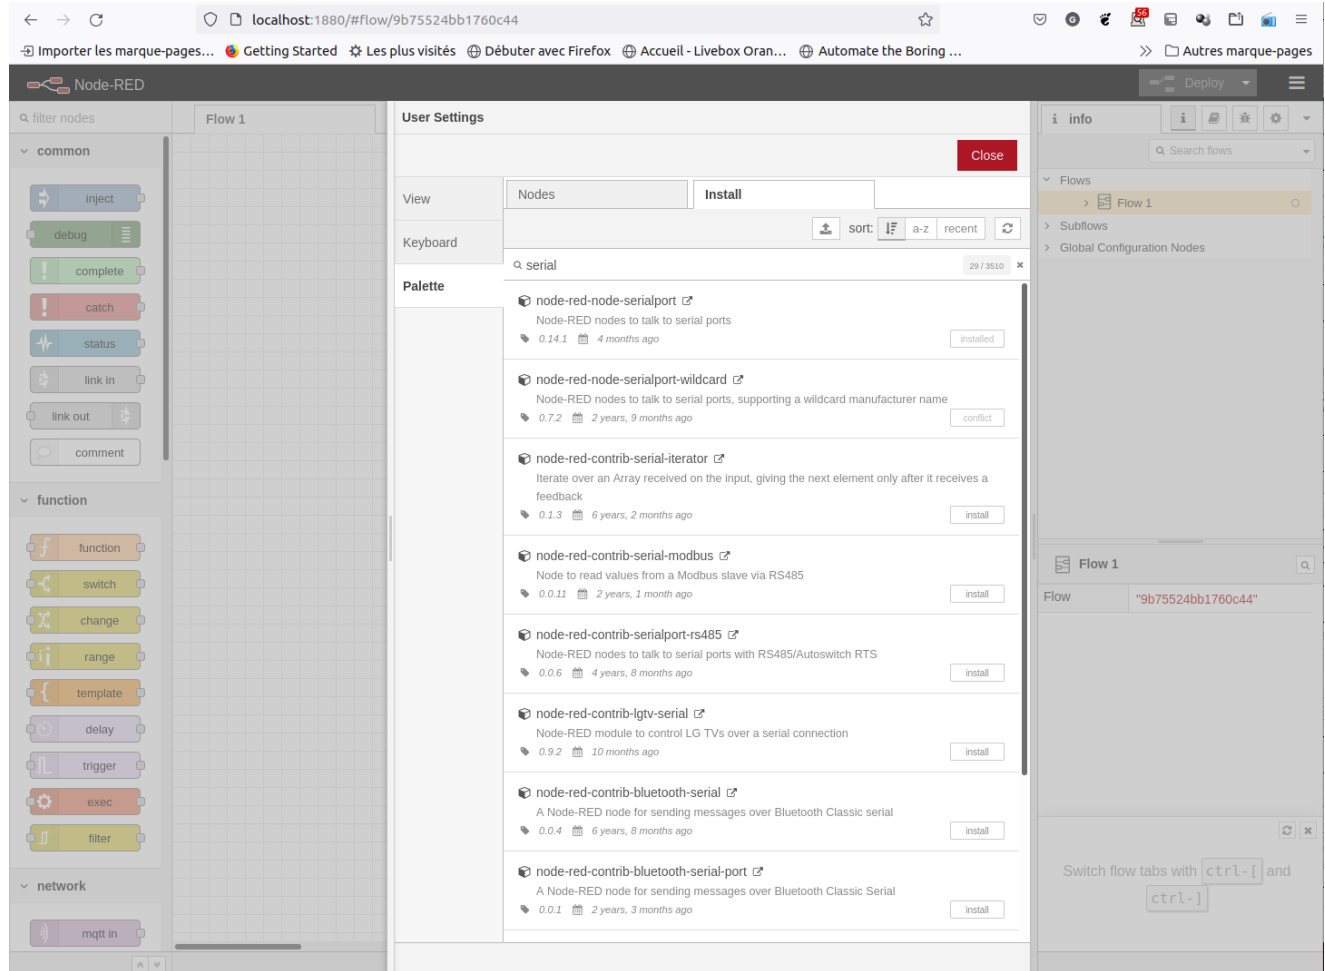 localhost:1880/#flow/9b75524bb1760c44
56
Importer les marque-pages… Getting Started Les plus visités Débuter avec Firefox Accueil - Livebox Oran… Automate the Boring … Autres marque-pages
Node-RED Deploy
filter nodes
common
inject
debug
complete
catch
status
link in
link out
comment
function
function
switch
change
range
template
delay
trigger
exec
filter
network
mqtt in
Flow 1
User Settings
Close
View
Keyboard
Palette
Nodes Install
sort: a-z recent
serial 29 / 3510
node-red-node-serialport
Node-RED nodes to talk to serial ports
0.14.1 4 months ago installed
node-red-node-serialport-wildcard
Node-RED nodes to talk to serial ports, supporting a wildcard manufacturer name
0.7.2 2 years, 9 months ago conflict
node-red-contrib-serial-iterator
Iterate over an Array received on the input, giving the next element only after it receives a
feedback
0.1.3 6 years, 2 months ago install
node-red-contrib-serial-modbus
Node to read values from a Modbus slave via RS485
0.0.11 2 years, 1 month ago install
node-red-contrib-serialport-rs485
Node-RED nodes to talk to serial ports with RS485/Autoswitch RTS
0.0.6 4 years, 8 months ago install
node-red-contrib-lgtv-serial
Node-RED module to control LG TVs over a serial connection
0.9.2 10 months ago install
node-red-contrib-bluetooth-serial
A Node-RED node for sending messages over Bluetooth Classic serial
0.0.4 6 years, 8 months ago install
node-red-contrib-bluetooth-serial-port
A Node-RED node for sending messages over Bluetooth Classic Serial
0.0.1 2 years, 3 months ago install
info
Search flows
Flows
Flow 1
Subflows
Global Configuration Nodes
Flow 1
Flow "9b75524bb1760c44"
Switch flow tabs with ctrl-[ and
ctrl-]